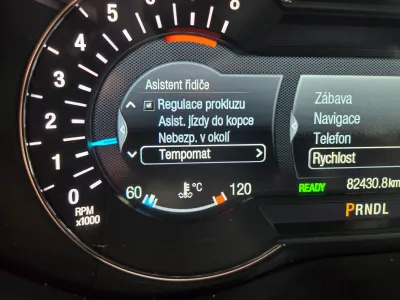 0
1
2
3
4
5
6
8
RPM
x1000
Asistent řidiče
Regulace prokluzu
Asist. jízdy do kopce
Nebezp. v okolí
Tempomat
60 °C 120
Zábava
Navigace
Telefon
Rychlost
READY 82430.8km
PRNDL